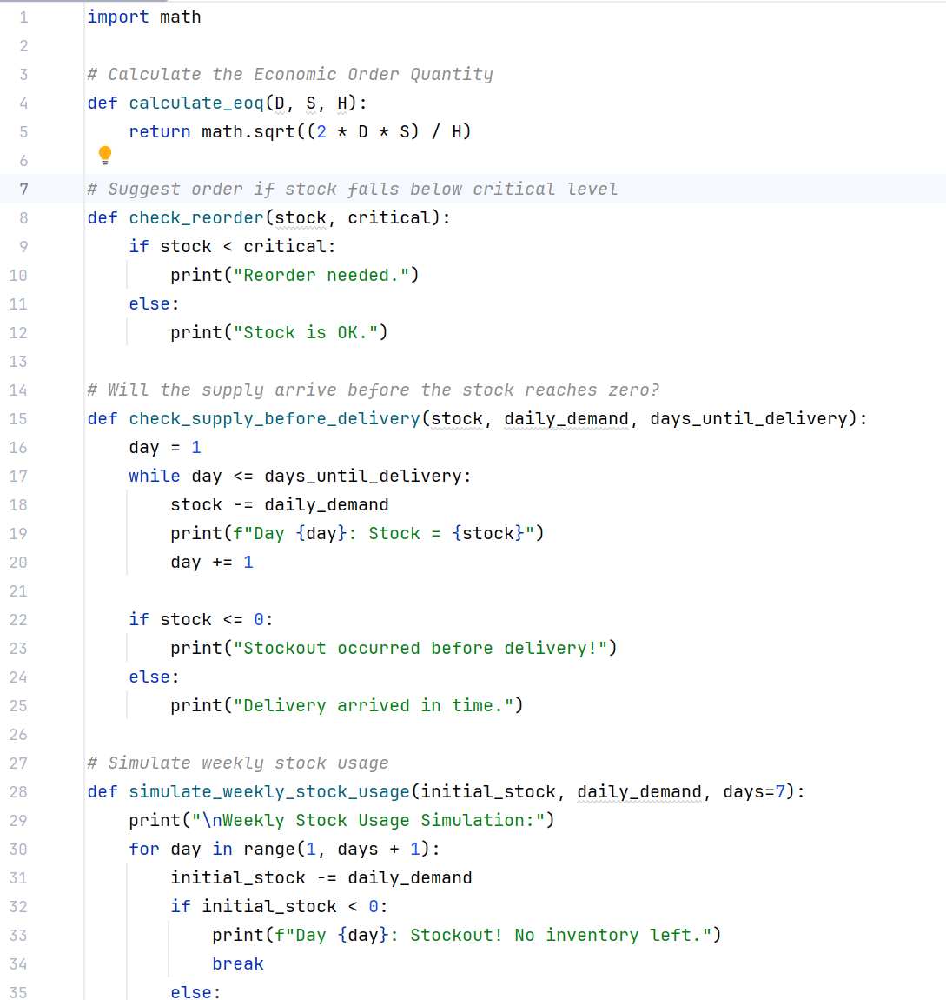 1 import math
2
3 # Calculate the Economic Order Quantity
4 def calculate_eoq(D, S, H):
5     return math.sqrt((2 * D * S) / H)
6
7 # Suggest order if stock falls below critical level
8 def check_reorder(stock, critical):
9     if stock < critical:
10         print("Reorder needed.")
11     else:
12         print("Stock is OK.")
13
14 # Will the supply arrive before the stock reaches zero?
15 def check_supply_before_delivery(stock, daily_demand, days_until_delivery):
16     day = 1
17     while day <= days_until_delivery:
18         stock -= daily_demand
19         print(f"Day {day}: Stock = {stock}")
20         day += 1
21
22     if stock <= 0:
23         print("Stockout occurred before delivery!")
24     else:
25         print("Delivery arrived in time.")
26
27 # Simulate weekly stock usage
28 def simulate_weekly_stock_usage(initial_stock, daily_demand, days=7):
29     print("\nWeekly Stock Usage Simulation:")
30     for day in range(1, days + 1):
31         initial_stock -= daily_demand
32         if initial_stock < 0:
33             print(f"Day {day}: Stockout! No inventory left.")
34             break
35         else: